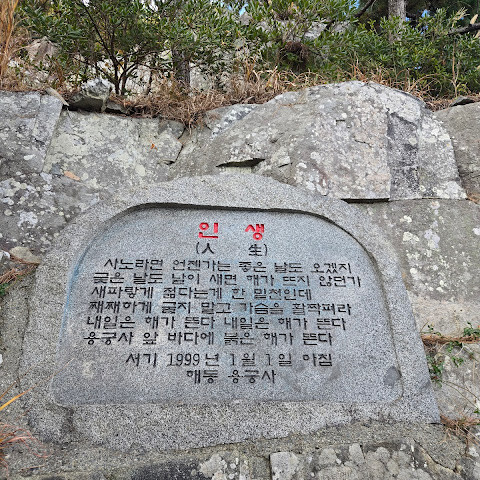 인생
(人生)
사노라면 언젠가는 좋은 날도 오겠지
궂은 날도 날이 새면 해가 뜨지 않던가
새파랗게 젊다는게 한 밑천인데
째째하게 굴지 말고 가슴을 활짝펴라
내일은 해가 뜬다 내일은 해가 뜬다
용궁사 앞 바다에 붉은 해가 뜬다
서기 1999년 1월 1일 아침
해동 용궁사